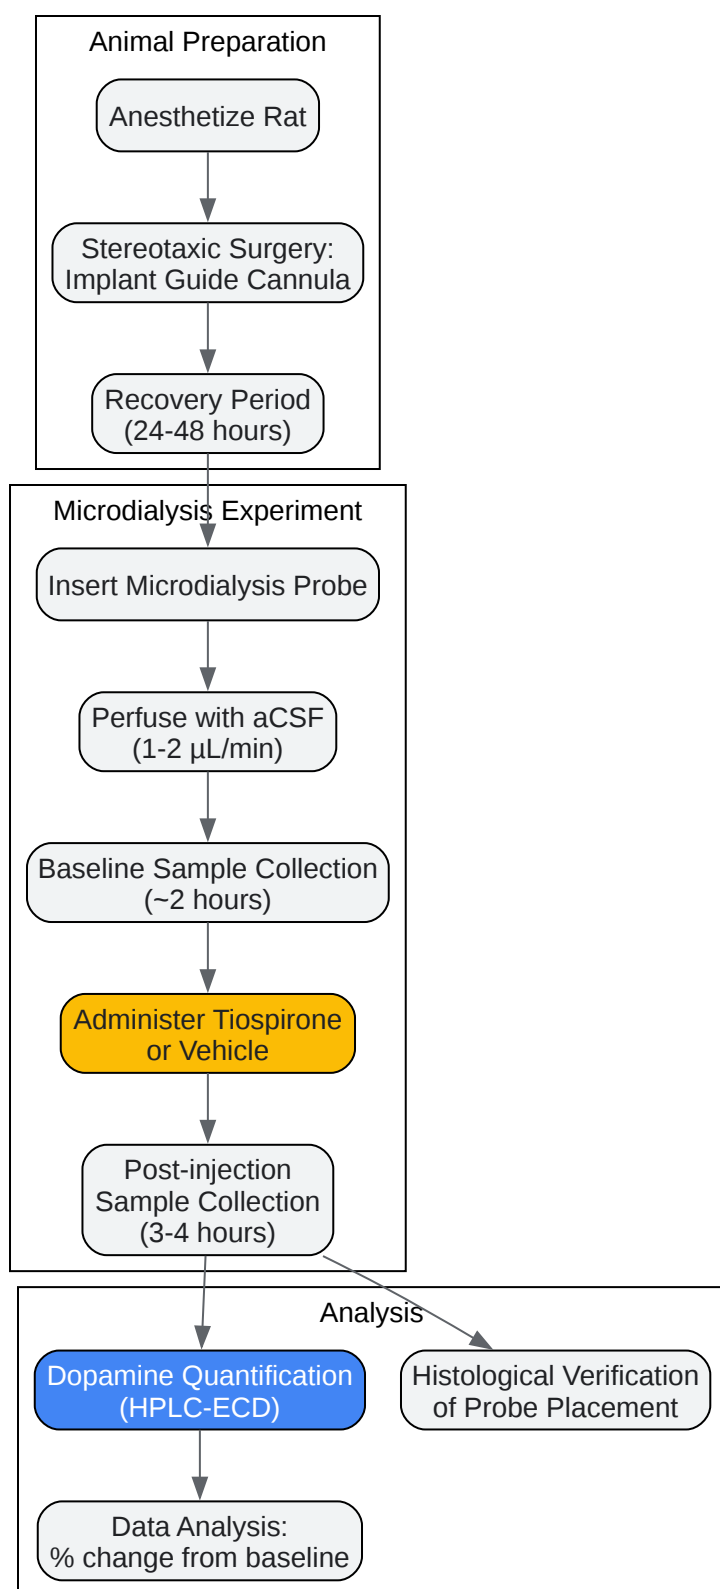 Animal Preparation
Anesthetize Rat
Stereotaxic Surgery:
Implant Guide Cannula
Recovery Period
(24-48 hours)
Microdialysis Experiment
Insert Microdialysis Probe
Perfuse with aCSF
(1-2 µL/min)
Baseline Sample Collection
(~2 hours)
Administer Tiospirone
or Vehicle
Post-injection
Sample Collection
(3-4 hours)
Analysis
Dopamine Quantification
(HPLC-ECD)
Histological Verification
of Probe Placement
Data Analysis:
% change from baseline